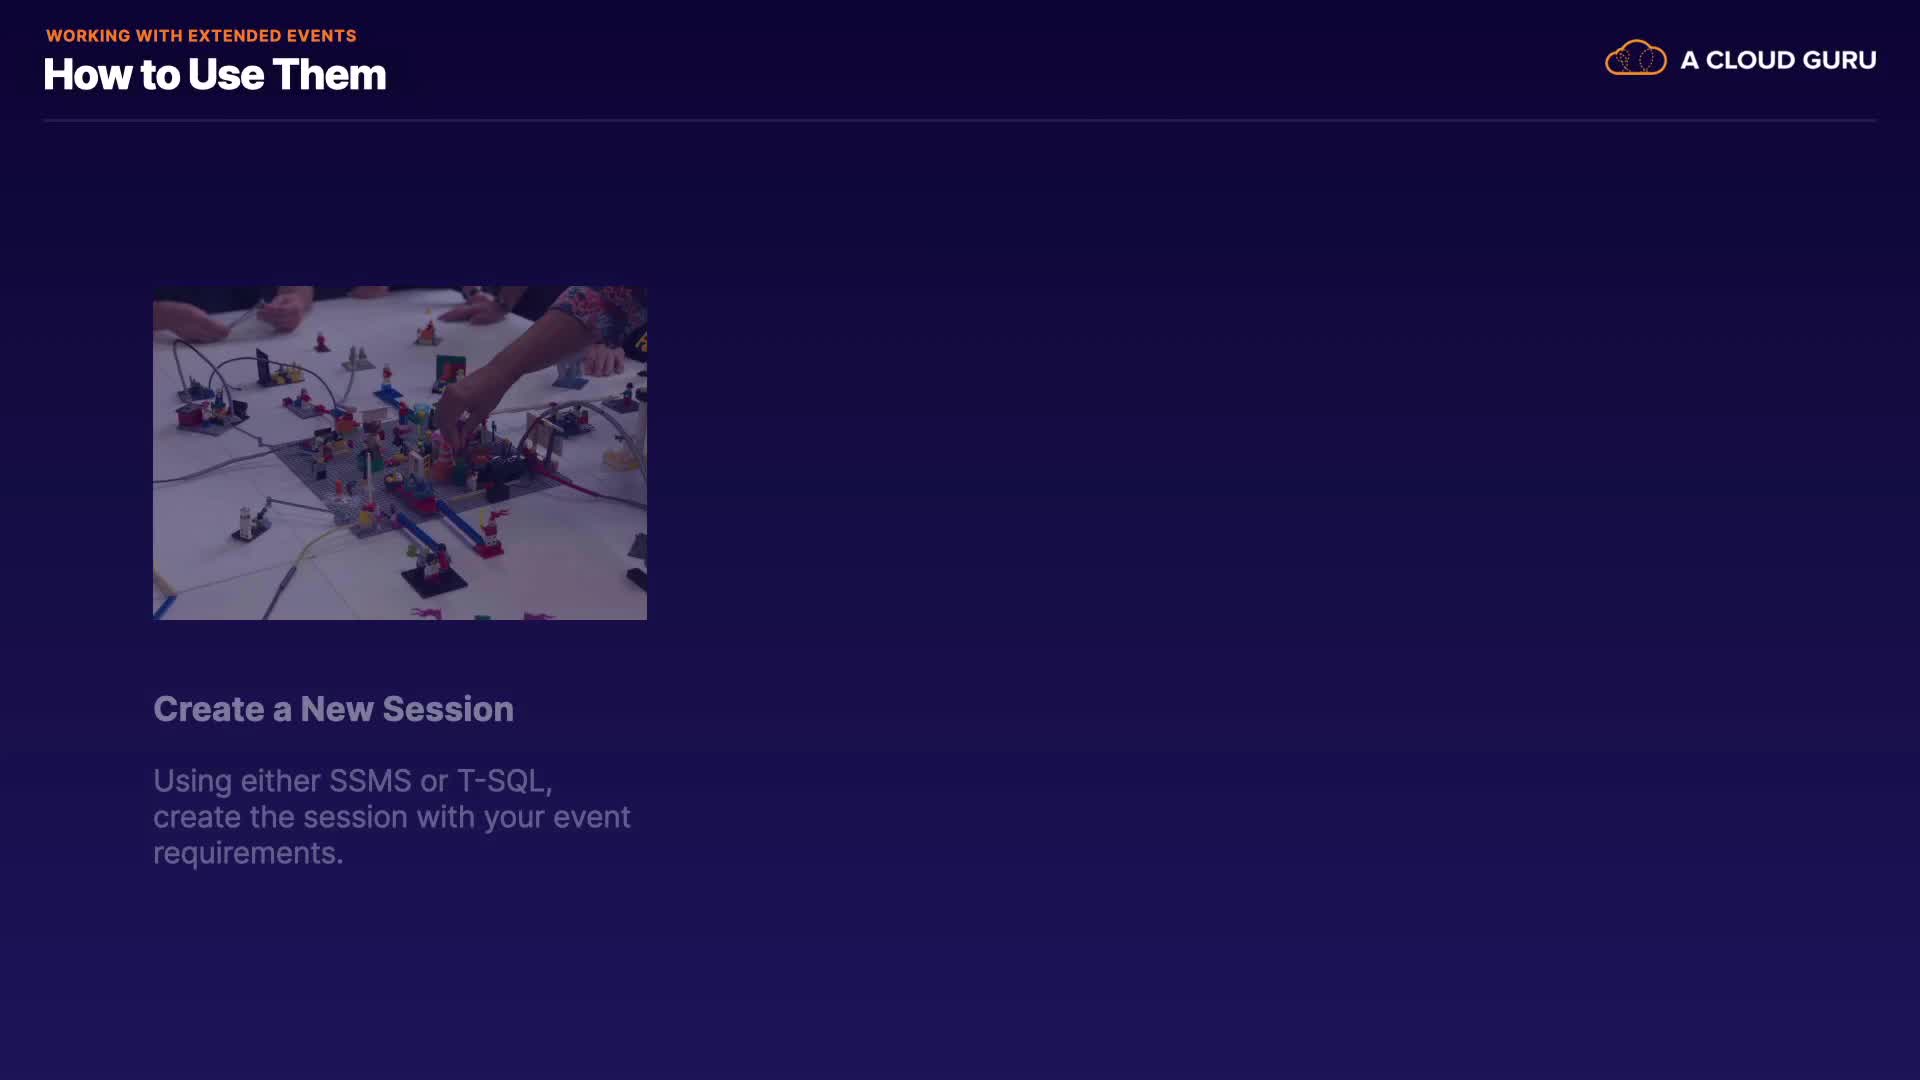 WORKING WITH EXTENDED EVENTS
How to Use Them
A CLOUD GURU
Create a New Session
Using either SSMS or T-SQL,
create the session with your event
requirements.